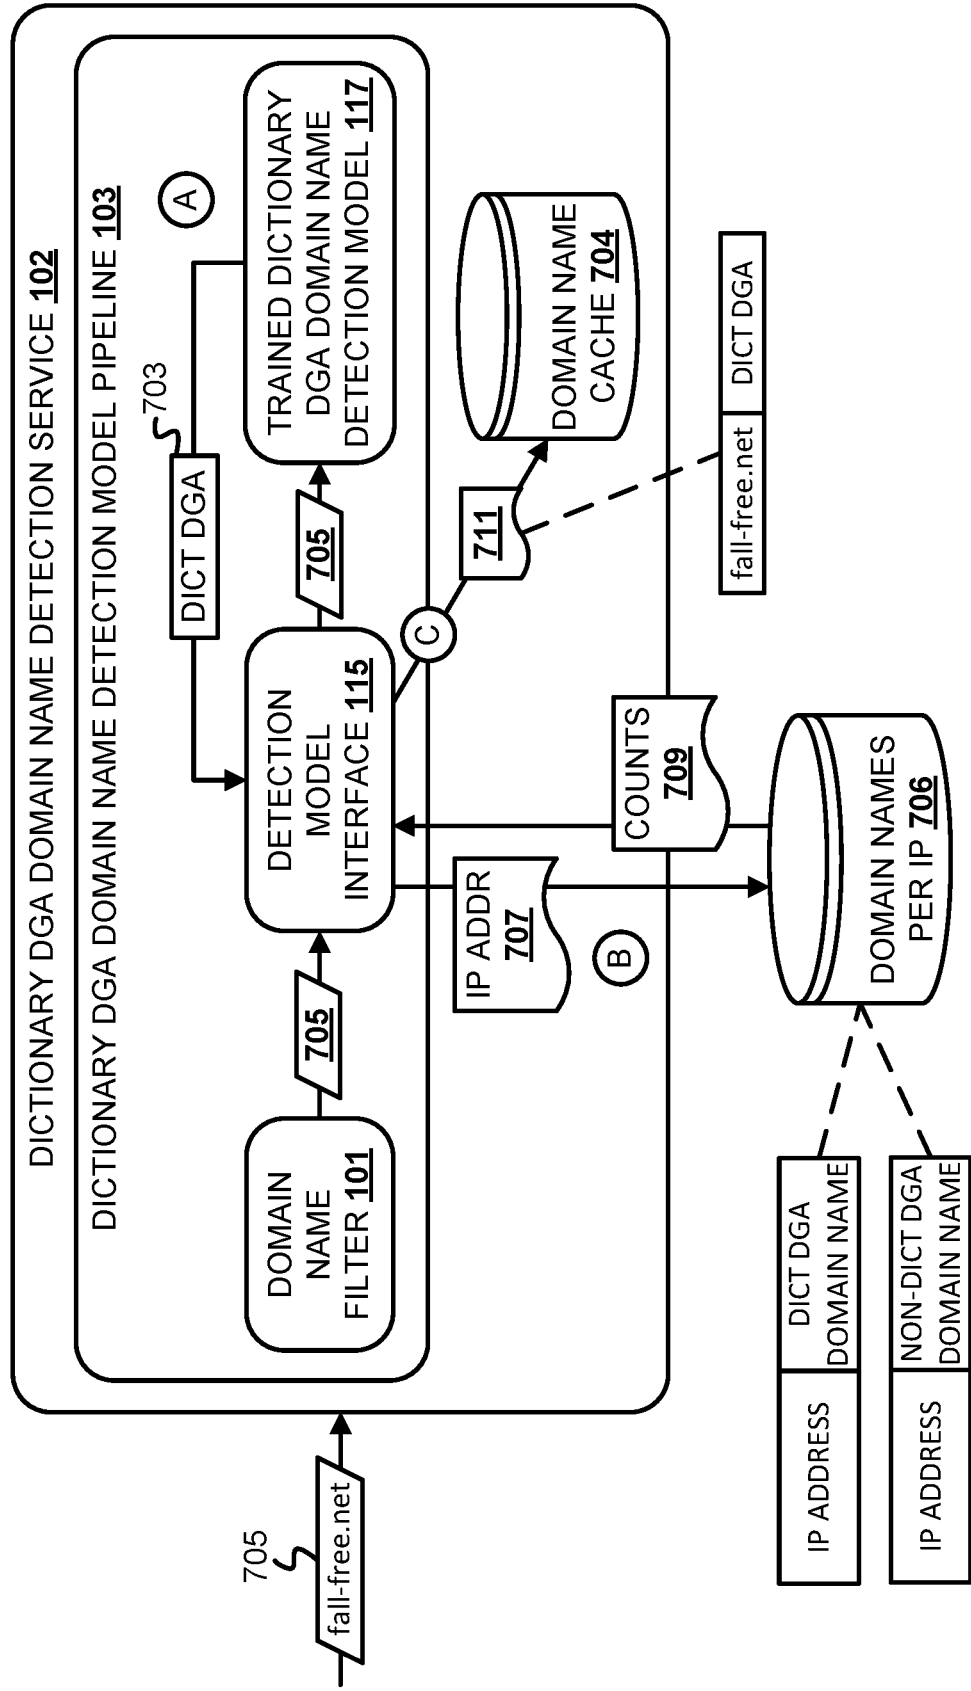 DICTIONARY DGA DOMAIN NAME DETECTION SERVICE 102
DICTIONARY DGA DOMAIN NAME DETECTION MODEL PIPELINE 103
705
fall-free.net
DOMAIN
NAME
FILTER 101
705
DETECTION
MODEL
INTERFACE 115
705
DICT DGA
703
A
TRAINED DICTIONARY
DGA DOMAIN NAME
DETECTION MODEL 117
IP ADDR
707
B
COUNTS
709
C
711
DOMAIN NAME
CACHE 704
fall-free.net
DICT DGA
DOMAIN NAMES
PER IP 706
IP ADDRESS
DICT DGA
DOMAIN NAME
IP ADDRESS
NON-DICT DGA
DOMAIN NAME